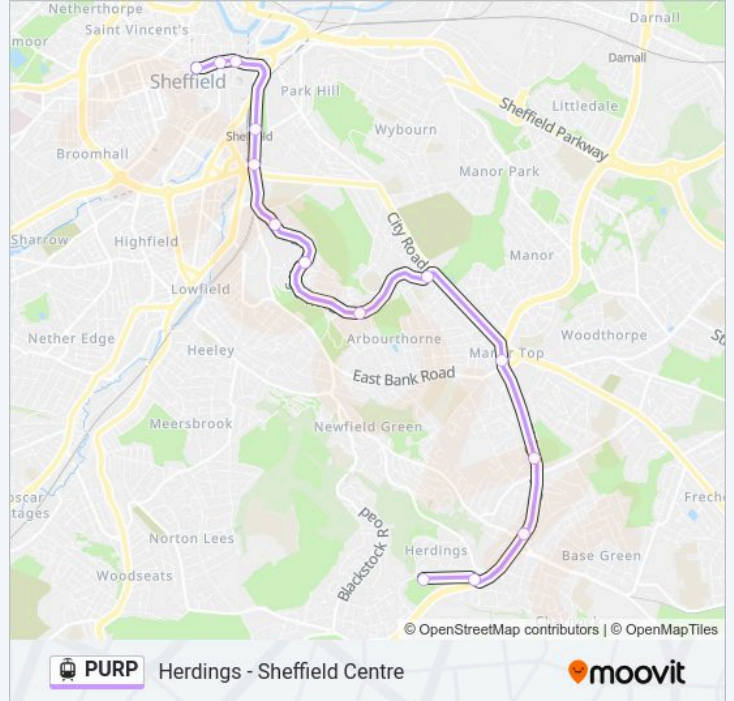 Netherthorpe
Saint Vincent's
Darnall
moor
Darnall
Sheffield
Park Hill
Littledale
Sheffield Parkway
Wybourn
Sheffield
Broomhall
Manor Park
City Road
Sharrow
Highfield
Manor
Lowfield
Woodthorpe
Nether Edge
Heeley
Arbourthorne
Manor Top
East Bank Road
Meersbrook
Newfield Green
oscar
tages
Frech
Blackstock Road
Norton Lees
Herdings
Base Green
Woodseats
© OpenStreetMap contributors | © OpenMapTiles
PURP Herdings - Sheffield Centre moovit